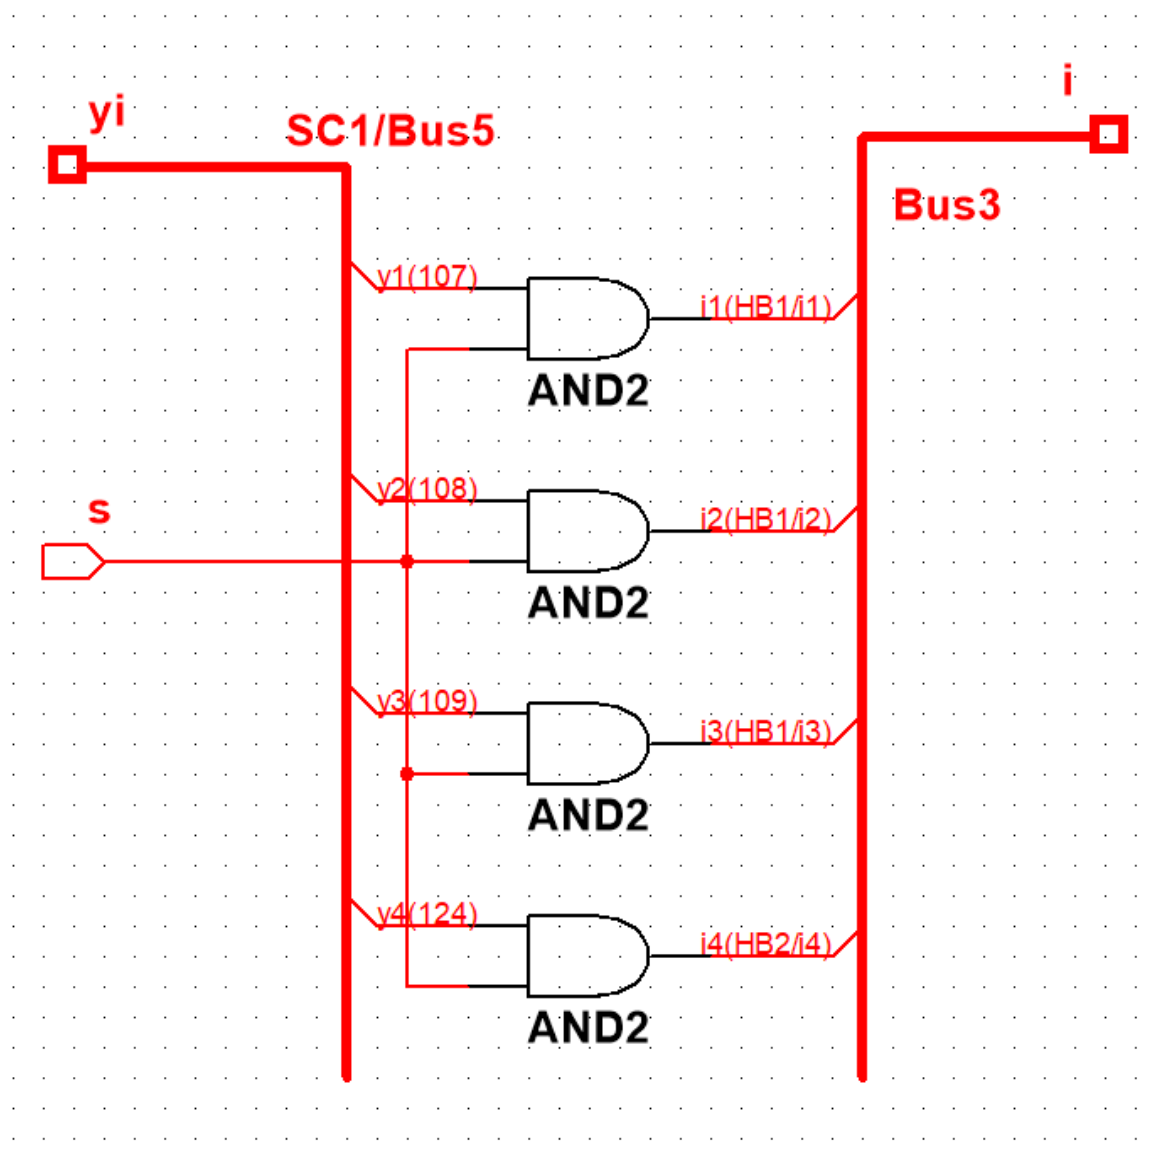 i
yi
SC1/Bus5
Bus3
y1(107)
i1(HB1/i1)
AND2
y2(108)
s
i2(HB1/i2)
AND2
y3(109)
i3(HB1/i3)
AND2
y4(124)
i4(HB2/i4)
AND2